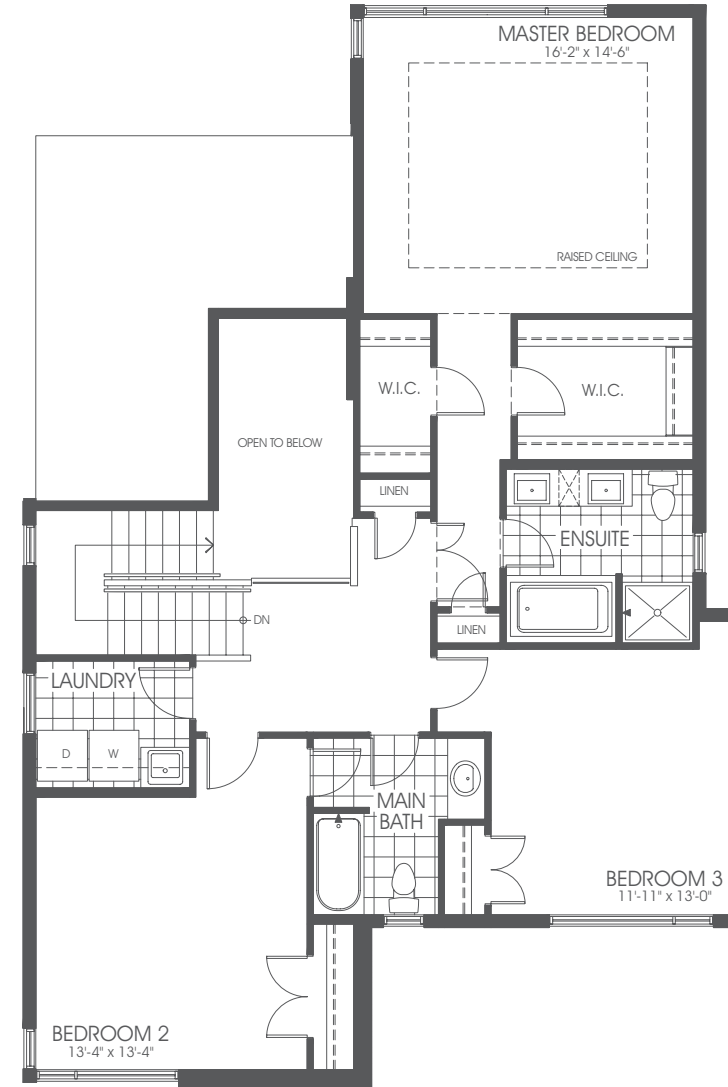 MASTER BEDROOM
16'-2" x 14'-6"
RAISED CEILING
W.I.C.
W.I.C.
OPEN TO BELOW
LINEN
ENSUITE
DN
LINEN
LAUNDRY
D
W
MAIN
BATH
BEDROOM 3
11'-11" x 13'-0"
BEDROOM 2
13'-4" x 13'-4"